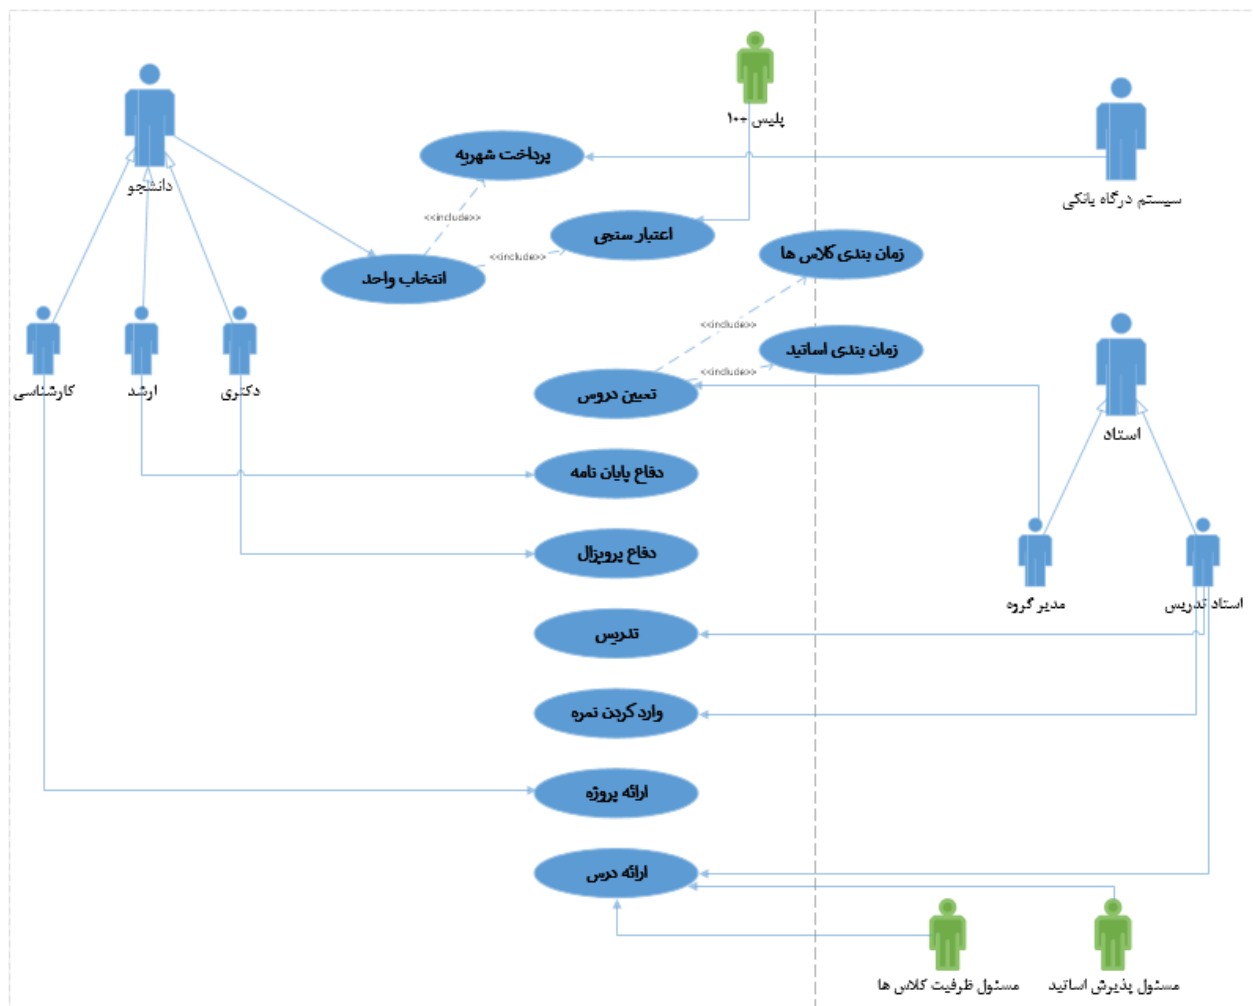 پلیس +۱۰
دانشجو
پرداخت شهریه
سیستم درگاه بانکی
<<include>>
اعتبار سنجی
<<include>>
زمان بندی کلاس ها
انتخاب واحد
<<include>>
زمان بندی اساتید
<<include>>
کارشناسی
ارشد
دکتری
تعیین دروس
استاد
دفاع پایان نامه
دفاع پروپزال
مدیر گروه
استاد تدریس
تدریس
وارد کردن نمره
ارائه پروژه
ارائه درس
مسئول ظرفیت کلاس ها
مسئول پذیرش اساتید